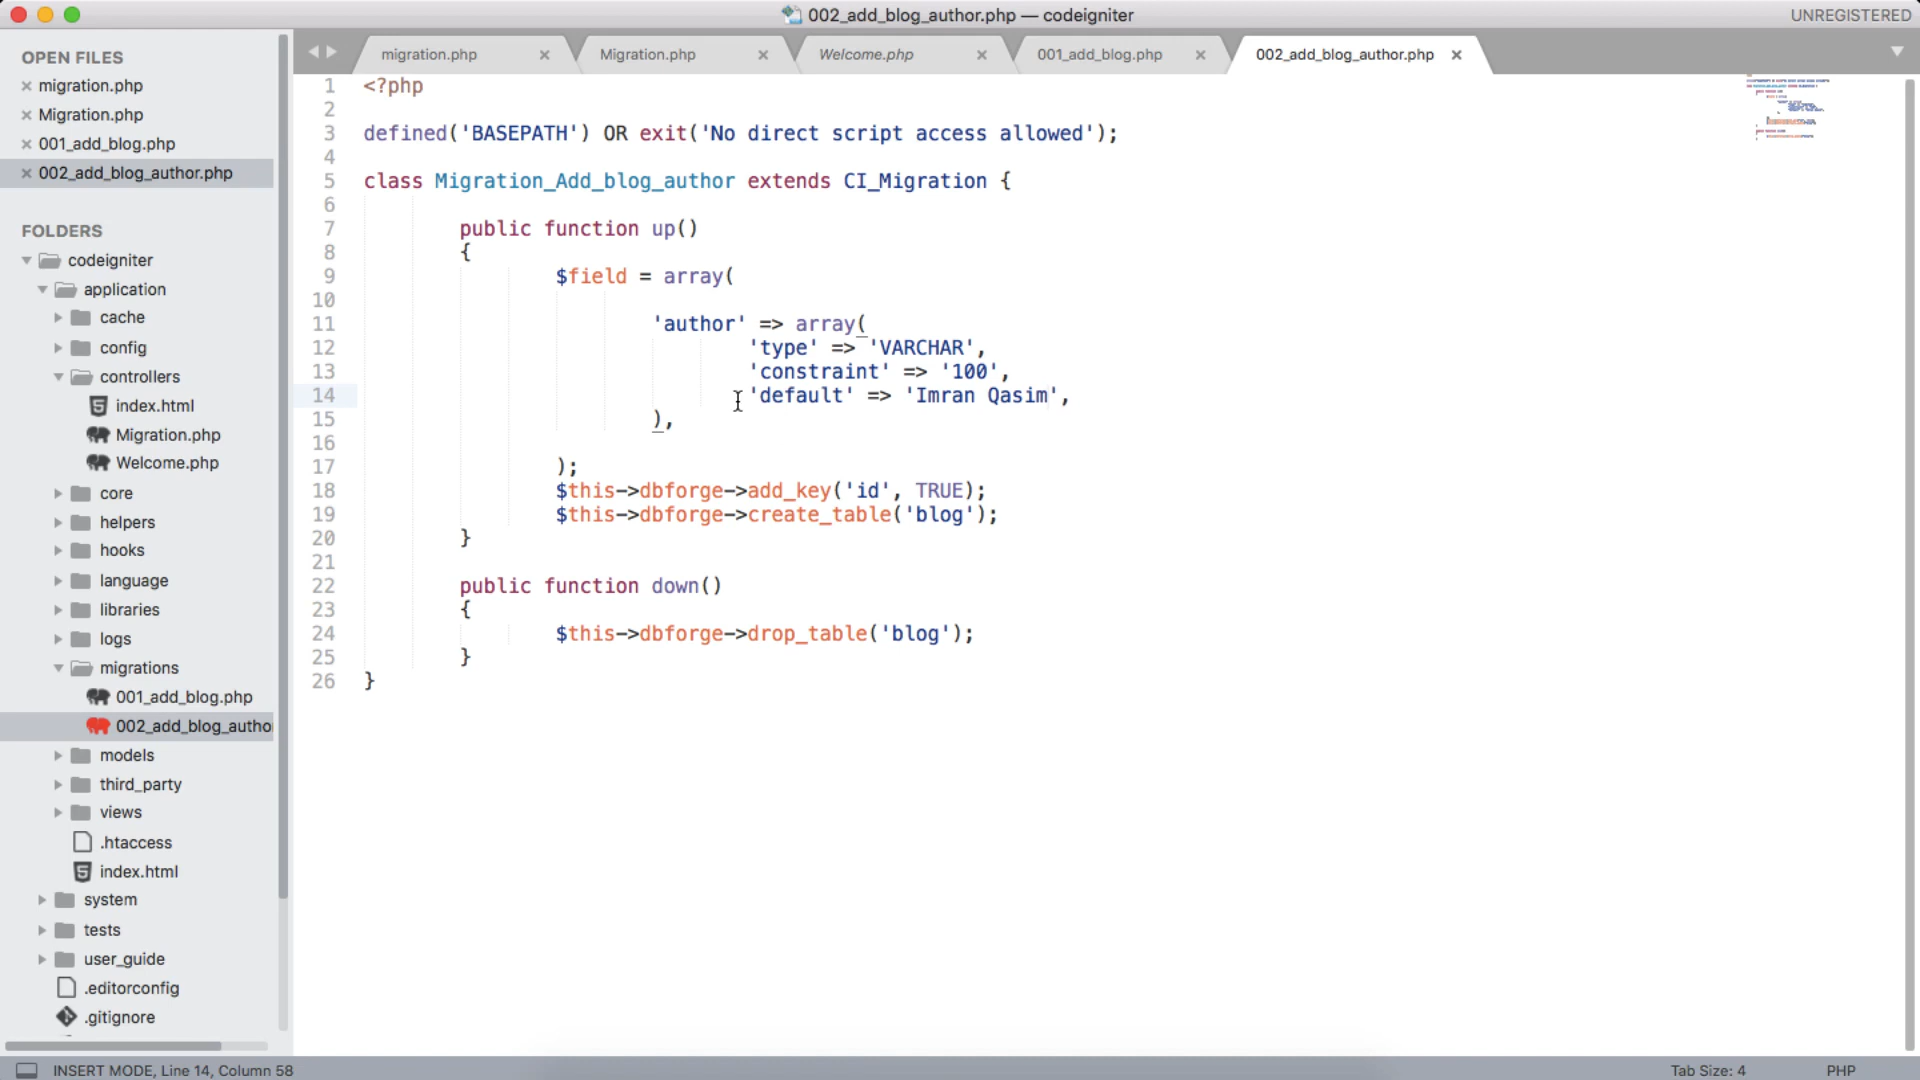 002_add_blog_author.php — codeigniter
UNREGISTERED
OPEN FILES
migration.php
Migration.php
001_add_blog.php
002_add_blog_author.php
FOLDERS
codeigniter
application
cache
config
controllers
index.html
Migration.php
Welcome.php
core
helpers
hooks
language
libraries
logs
migrations
001_add_blog.php
002_add_blog_autho
models
third_party
views
.htaccess
index.html
system
tests
user_guide
.editorconfig
.gitignore
migration.php
Migration.php
Welcome.php
001_add_blog.php
002_add_blog_author.php
1 <?php
2
3 defined('BASEPATH') OR exit('No direct script access allowed');
4
5 class Migration_Add_blog_author extends CI_Migration {
6
7 public function up()
8 {
9 $field = array(
10
11 'author' => array(
12 'type' => 'VARCHAR',
13 'constraint' => '100',
14 'default' => 'Imran Qasim',
15 ),
16
17 );
18 $this->dbforge->add_key('id', TRUE);
19 $this->dbforge->create_table('blog');
20 }
21
22 public function down()
23 {
24 $this->dbforge->drop_table('blog');
25 }
26 }
INSERT MODE, Line 14, Column 58
Tab Size: 4
PHP